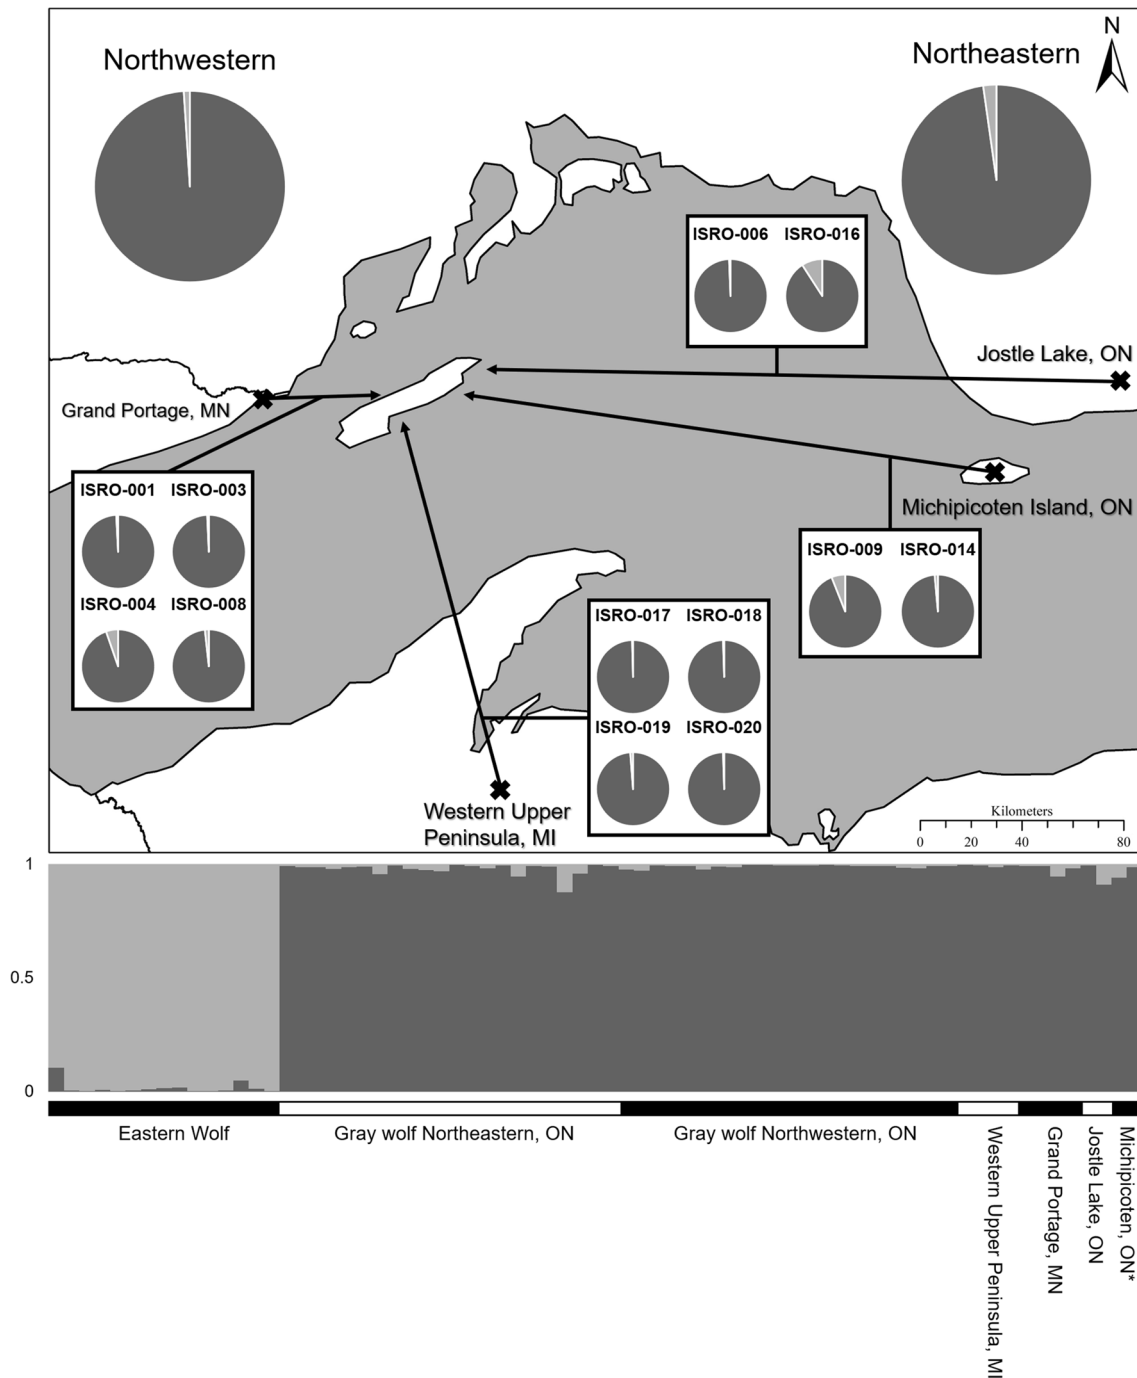 Northwestern
Northeastern
N
ISRO-006 ISRO-016
Jostle Lake, ON
Grand Portage, MN
ISRO-001 ISRO-003
ISRO-004 ISRO-008
Michipicoten Island, ON
ISRO-009 ISRO-014
ISRO-017 ISRO-018
ISRO-019 ISRO-020
Western Upper
Peninsula, MI
Kilometers
0 20 40 80
1
0.5
0
Eastern Wolf
Gray wolf Northeastern, ON
Gray wolf Northwestern, ON
Western Upper Peninsula, MI
Grand Portage, MN
Jostle Lake, ON
Michipicoten, ON*